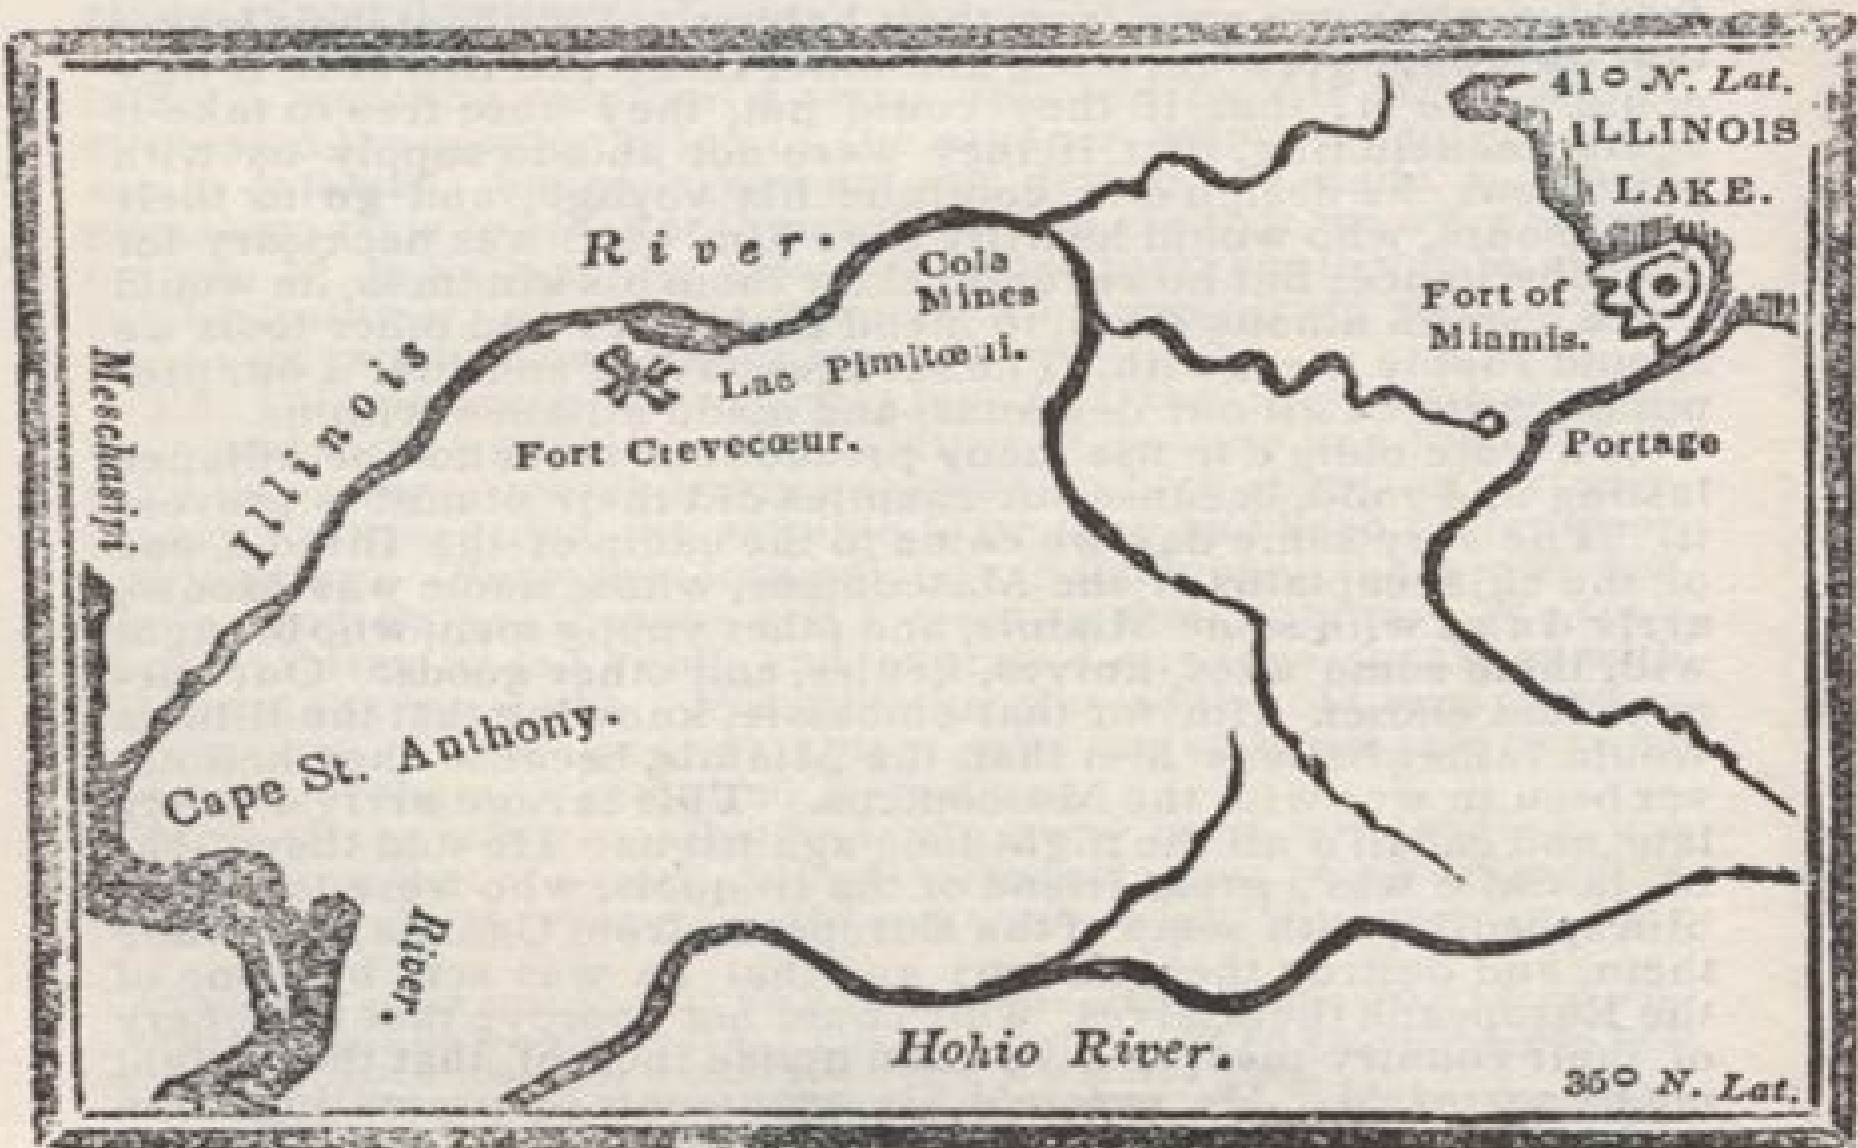 41° N. Lat.
ILLINOIS
LAKE.
River.
Cola
Mines
Fort of
Miamis.
Illinois
Lac Pimitœui.
Meschasipi
Fort Crevecœur.
Portage
Cape St. Anthony.
River.
Hohio River.
35° N. Lat.